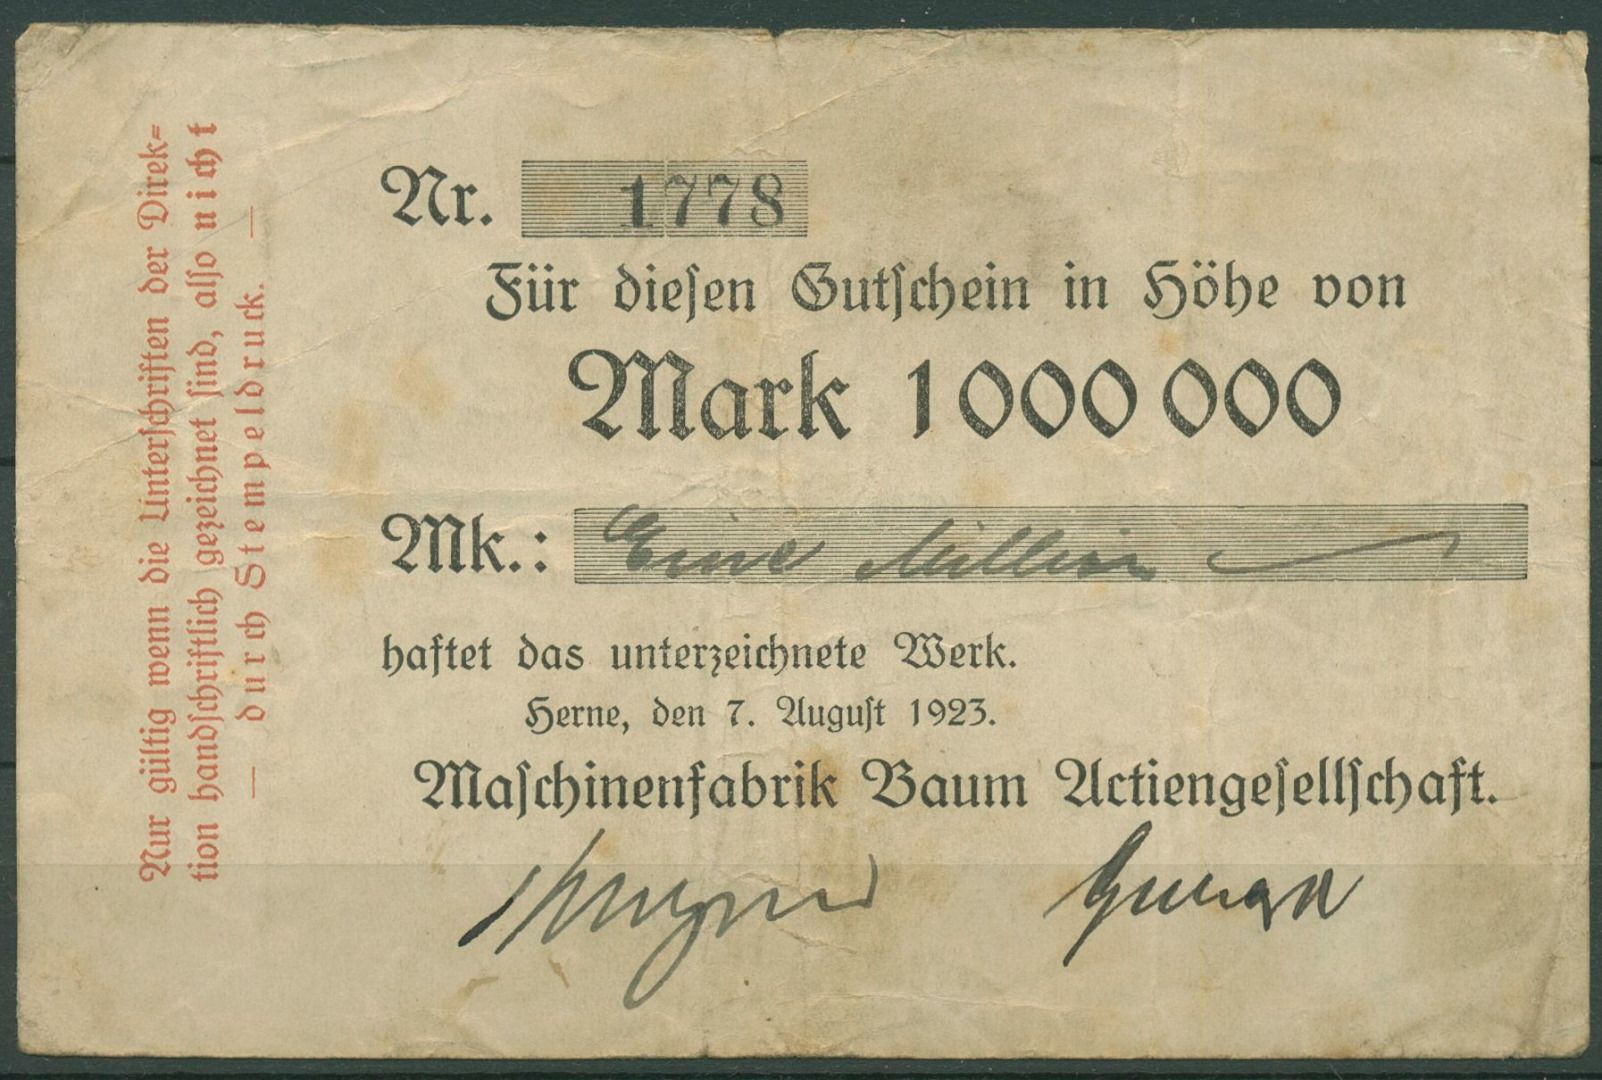 Nr. 1778
Für diesen Gutschein in Höhe von
Mark 1000000
Mk.: Eine Million
haftet das unterzeichnete Werk.
Herne, den 7. August 1923.
Maschinenfabrik Baum Actiengesellschaft.
Nur gültig wenn die Unterschriften der Direk-
tion handschriftlich gezeichnet sind, also nicht
— durch Stempeldruck. —